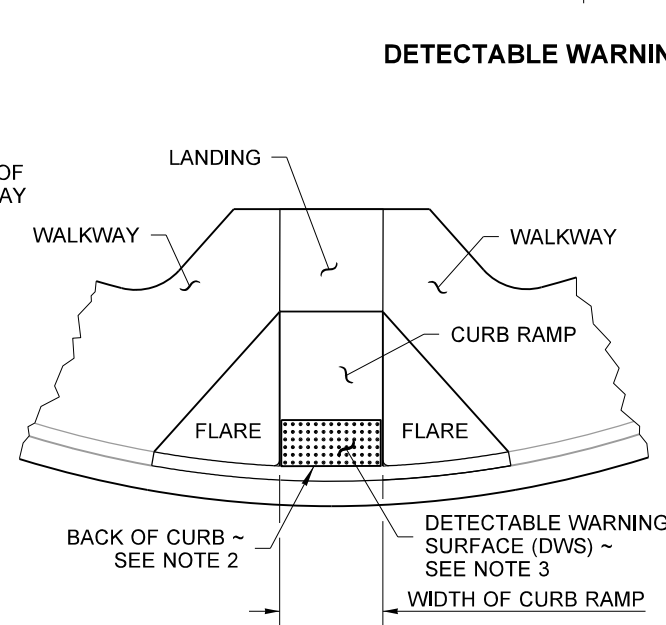 DETECTABLE WARNIN
LANDING
OF
AY
WALKWAY
WALKWAY
CURB RAMP
FLARE
FLARE
BACK OF CURB ~
SEE NOTE 2
DETECTABLE WARNING
SURFACE (DWS) ~
SEE NOTE 3
WIDTH OF CURB RAMP